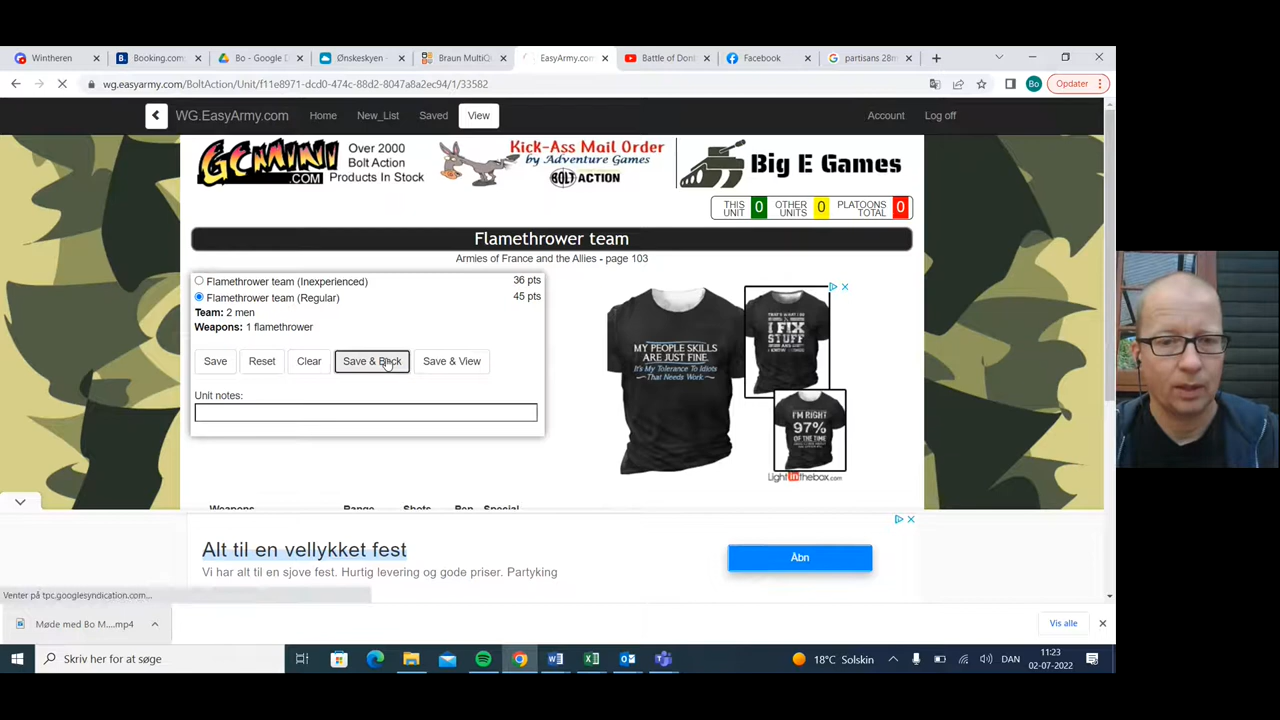 Wintheren
Booking.com
Bo - Google D
Ønskeskyen -
Braun MultiQ
EasyArmy.com
Battle of Donb
Facebook
partisans 28m
wg.easyarmy.com/BoltAction/Unit/f11e8971-dcd0-474c-88d2-8047a8a2ec94/1/33582
Bo
Opdater
WG.EasyArmy.com
Home
New_List
Saved
View
Account
Log off
GCMINI.COM
Over 2000
Bolt Action
Products In Stock
Kick-Ass Mail Order
by Adventure Games
BOLT ACTION
Big E Games
THIS UNIT 0
OTHER UNITS 0
PLATOONS TOTAL 0
Flamethrower team
Armies of France and the Allies - page 103
Flamethrower team (Inexperienced) 36 pts
Flamethrower team (Regular) 45 pts
Team: 2 men
Weapons: 1 flamethrower
Save
Reset
Clear
Save & Back
Save & View
Unit notes:
MY PEOPLE SKILLS
ARE JUST FINE.
It's My Tolerance To Idiots
That Needs Work.
I FIX
STUFF
I'M RIGHT
97%
OF THE TIME
Lightinthebox.com
Weapons Range Shots Pen Special
Alt til en vellykket fest
Vi har alt til en sjove fest. Hurtig levering og gode priser. Partyking
Åbn
Venter på tpc.googlesyndication.com...
Møde med Bo M....mp4
Vis alle
Skriv her for at søge
18°C Solskin
DAN
11:23
02-07-2022